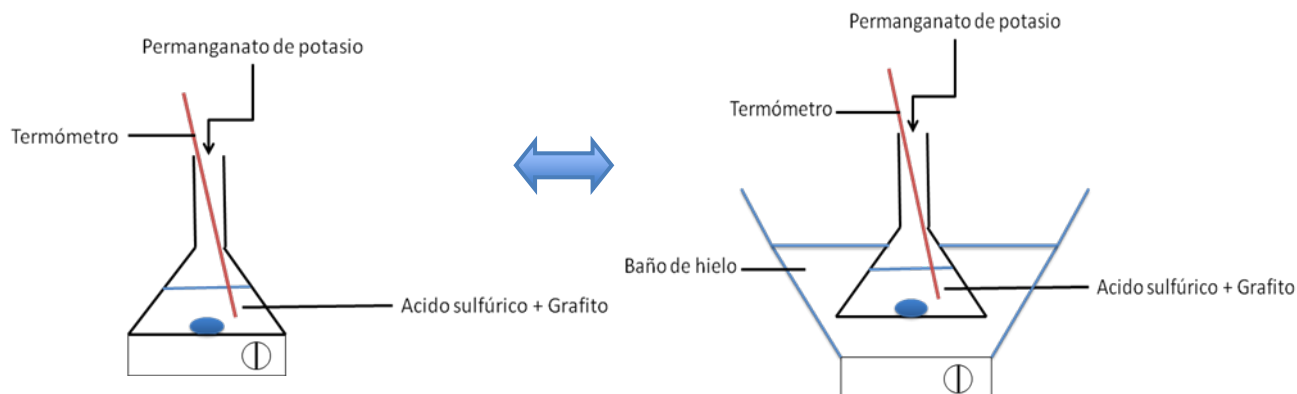 Permanganato de potasio
Termómetro
Acido sulfúrico + Grafito
Permanganato de potasio
Termómetro
Baño de hielo
Acido sulfúrico + Grafito